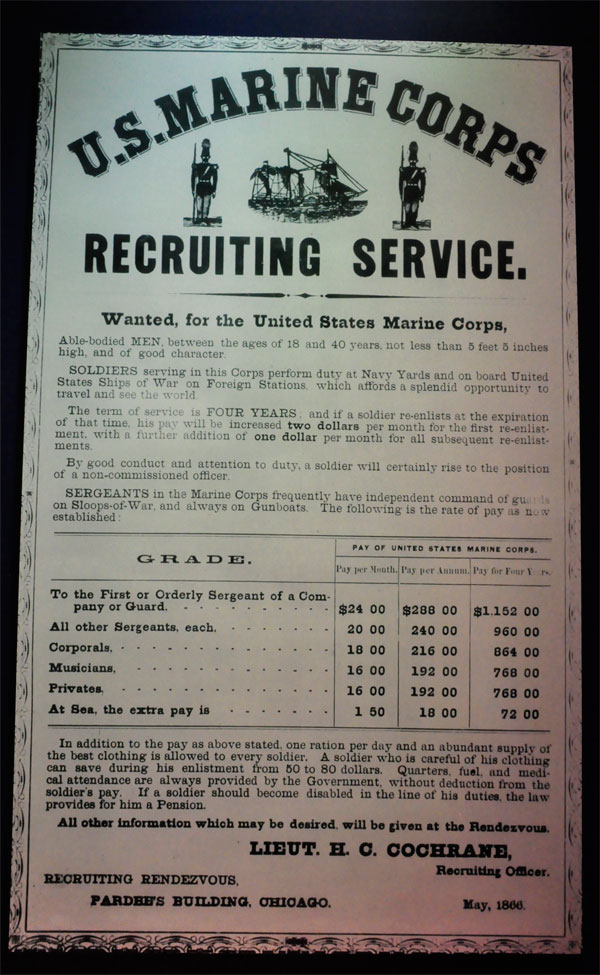 U.S. MARINE CORPS
RECRUITING SERVICE.
Wanted, for the United States Marine Corps,
Able-bodied MEN, between the ages of 18 and 40 years, not less than 5 feet 5 inches
high, and of good character.
SOLDIERS serving in this Corps perform duty at Navy Yards and on board United
States Ships of War on Foreign Stations, which affords a splendid opportunity to
travel and see the world.
The term of service is FOUR YEARS; and if a soldier re-enlists at the expiration
of that time, his pay will be increased two dollars per month for the first re-enlist-
ment, with a further addition of one dollar per month for all subsequent re-enlist-
ments.
By good conduct and attention to duty, a soldier will certainly rise to the position
of a non-commissioned officer.
SERGEANTS in the Marine Corps frequently have independent command of guards
on Sloops-of-War, and always on Gunboats. The following is the rate of pay as now
established:
GRADE.
PAY OF UNITED STATES MARINE CORPS.
Pay per Month. Pay per Annum. Pay for Four Years.
To the First or Orderly Sergeant of a Com-
pany or Guard. - - - - - - - - - - $24 00 $288 00 $1.152 00
All other Sergeants, each, - - - - - - - 20 00 240 00 960 00
Corporals, - - - - - - - - - - - - - 18 00 216 00 864 00
Musicians, - - - - - - - - - - - - - 16 00 192 00 768 00
Privates, - - - - - - - - - - - - - 16 00 192 00 768 00
At Sea, the extra pay is - - - - - - 1 50 18 00 72 00
In addition to the pay as above stated, one ration per day and an abundant supply of
the best clothing is allowed to every soldier. A soldier who is careful of his clothing
can save during his enlistment from 50 to 80 dollars. Quarters, fuel, and medi-
cal attendance are always provided by the Government, without deduction from the
soldier's pay. If a soldier should become disabled in the line of his duties, the law
provides for him a Pension.
All other information which may be desired, will be given at the Rendezvous.
LIEUT. H. C. COCHRANE,
Recruiting Officer.
RECRUITING RENDEZVOUS,
PARDEE'S BUILDING, CHICAGO.
May, 1866.